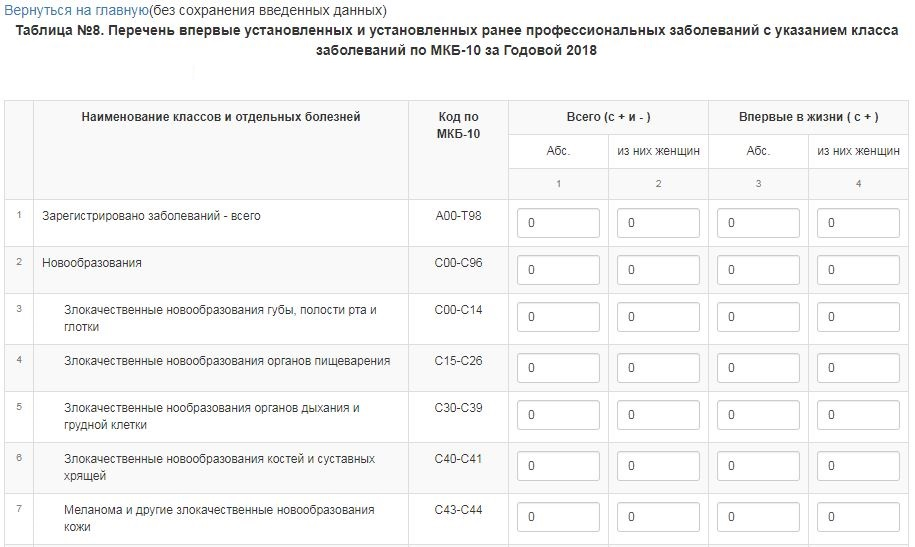 Вернуться на главную(без сохранения введенных данных)
Таблица №8. Перечень впервые установленных и установленных ранее профессиональных заболеваний с указанием класса
заболеваний по МКБ-10 за Годовой 2018
Наименование классов и отдельных болезней
Код по
МКБ-10
Всего (с + и - )
Впервые в жизни ( с + )
Абс.
из них женщин
Абс.
из них женщин
1
2
3
4
1 Зарегистрировано заболеваний - всего A00-T98 0 0 0 0
2 Новообразования C00-C96 0 0 0 0
3 Злокачественные новообразования губы, полости рта и C00-C14 0 0 0 0
глотки
4 Злокачественные новообразования органов пищеварения C15-C26 0 0 0 0
5 Злокачественные нообразования органов дыхания и C30-C39 0 0 0 0
грудной клетки
6 Злокачественные новообразования костей и суставных C40-C41 0 0 0 0
хрящей
7 Меланома и другие злокачественные новообразования C43-C44 0 0 0 0
кожи